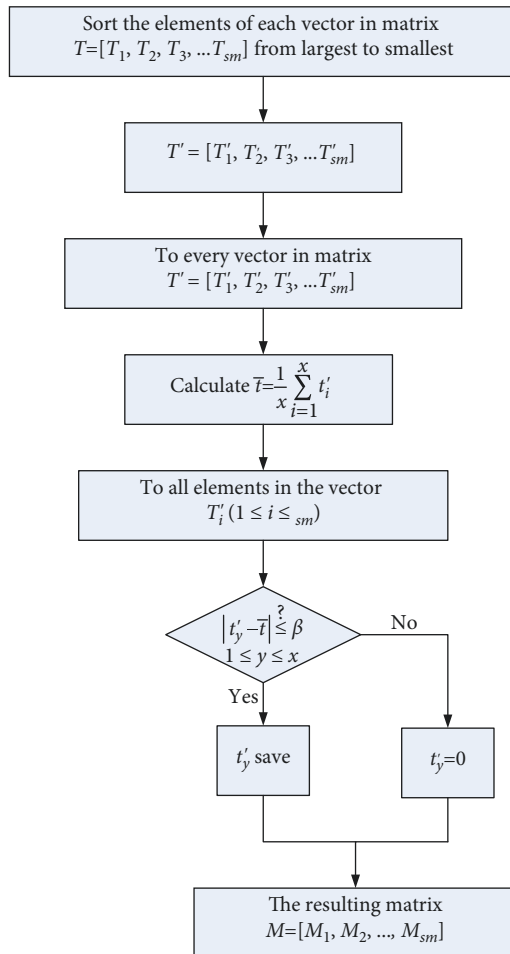 Sort the elements of each vector in matrix
T=[T₁, T₂, T₃, ...Tₛₘ] from largest to smallest
T′ = [T′₁, T′₂, T′₃, ...T′ₛₘ]
To every vector in matrix
T′ = [T′₁, T′₂, T′₃, ...T′ₛₘ]
Calculate t̅=1/x ∑ᵢ₌₁ˣ t′ᵢ
To all elements in the vector
T′ᵢ (1 ≤ i ≤ ₛₘ)
?
|t′y −t̅| ≤ β
1 ≤ y ≤ x
No
Yes
t′y save
t′y=0
The resulting matrix
M=[M₁, M₂, ..., Mₛₘ]